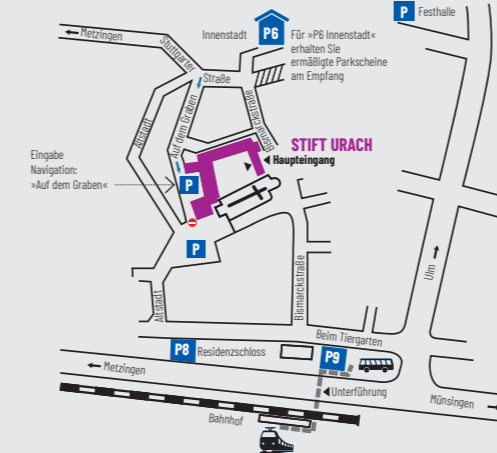 P
Festhalle
Metzingen
Innenstadt
P6
Für »P6 Innenstadt«
erhalten Sie
ermäßigte Parkscheine
am Empfang
Stuttgarter
Straße
Altstadt
Auf dem Graben
Bismarckstraße
STIFT URACH
Haupteingang
Eingabe
Navigation:
»Auf dem Graben«
P
P
Altstadt
Bismarckstraße
Ulm
Beim Tiergarten
P8
Residenzschloss
P9
Metzingen
Unterführung
Münsingen
Bahnhof